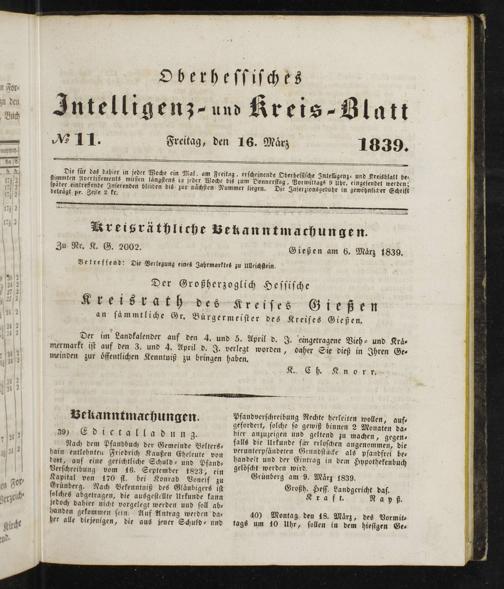 Oberhessisches
Intelligenz- und Kreis-Blatt
№ 11. Freitag, den 16. März 1839.
Die für das dahier in jeder Woche ein Mal, am Freitag, erscheinende Oberhessische Intelligenz- und Kreisblatt be-
stimmten Avertissements müssen längstens in jeder Woche bis zum Donnerstag, Vormittags 9 Uhr, eingesendet werden;
später eintreffende Inserenden bleiben bis zur nächsten Nummer liegen. Die Insertionsgebühr in gewöhnlicher Schrift
beträgt pr. Zeile 2 kr.
Kreisräthliche Bekanntmachungen.
Zu Nr. K. G. 2002. Gießen am 6. März 1839.
Betreffend: Die Verlegung eines Jahrmarktes zu Ulrichstein.
Der Großherzoglich Hessische
Kreisrath des Kreises Gießen
an sämmtliche Gr. Bürgermeister des Kreises Gießen.
Der im Landkalender auf den 4. und 5. April d. J. eingetragene Vieh- und Krä-
mermarkt ist auf den 3. und 4. April d. J. verlegt worden, daher Sie dieß in Ihren Ge-
meinden zur öffentlichen Kenntniß zu bringen haben.
K. Ch. Knorr.
Bekanntmachungen.
39) Edictalladung.
Nach dem Pfandbuch der Gemeinde Belters-
hain entlehnten Friedrich Kaußen Eheleute von
dort, auf eine gerichtliche Schuld- und Pfand-
Verschreibung vom 16. September 1823, ein
Kapital von 170 fl. bei Konrad Voneif zu
Grünberg. Nach Bekenntniß des Gläubigers ist
solches abgetragen, die ausgestellte Urkunde kann
jedoch dahier nicht vorgelegt werden und soll ab-
handen gekommen sein. Auf Antrag werden da-
her alle diejenigen, die aus jener Schuld- und
Pfandverschreibung Rechte herleiten wollen, auf-
gefordert, solche so gewiß binnen 2 Monaten da-
hier anzuzeigen und geltend zu machen, gegen-
falls die Urkunde für erloschen angenommen, die
verunterpfändeten Grundstücke als pfandfrei be-
handelt und der Eintrag in dem Hypothekenbuch
gelöscht werden wird.
Grünberg am 9. März 1839.
Großh. Hess. Landgericht das.
Kraft. Rayß.
40) Montag den 18. März, des Vormit-
tags um 10 Uhr, sollen in dem hiesigen Ge-